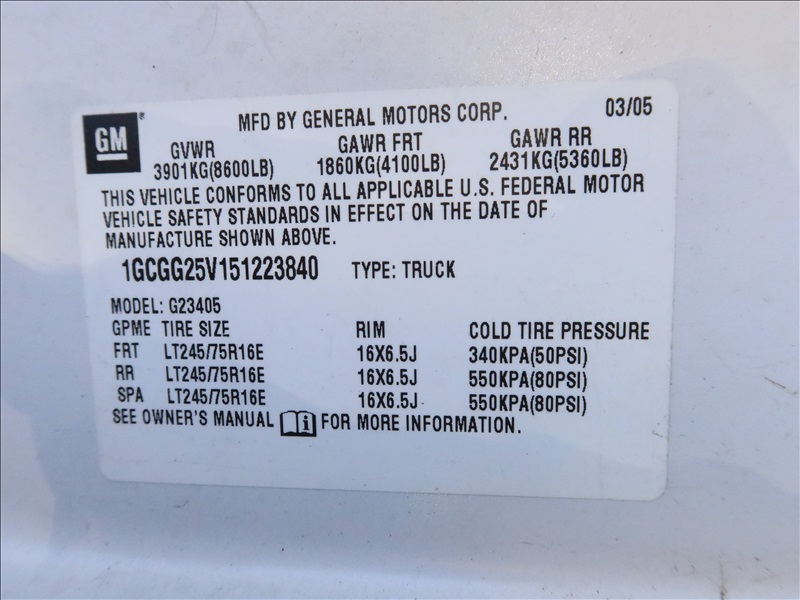 GM ® MFD BY GENERAL MOTORS CORP. 03/05
GVWR GAWR FRT GAWR RR
3901KG(8600LB) 1860KG(4100LB) 2431KG(5360LB)
THIS VEHICLE CONFORMS TO ALL APPLICABLE U.S. FEDERAL MOTOR
VEHICLE SAFETY STANDARDS IN EFFECT ON THE DATE OF
MANUFACTURE SHOWN ABOVE.
1GCGG25V151223840 TYPE: TRUCK
MODEL: G23405
GPME TIRE SIZE RIM COLD TIRE PRESSURE
FRT LT245/75R16E 16X6.5J 340KPA(50PSI)
RR LT245/75R16E 16X6.5J 550KPA(80PSI)
SPA LT245/75R16E 16X6.5J 550KPA(80PSI)
SEE OWNER'S MANUAL i FOR MORE INFORMATION.